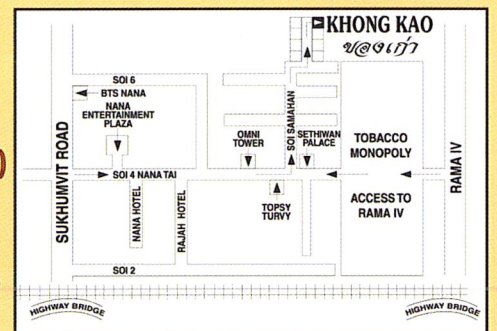 KHONG KAO
ของเก่า
SOI 6
BTS NANA
NANA
ENTERTAINMENT
PLAZA
SUKHUMVIT ROAD
SOI 4 NANA TAI
NANA HOTEL
RAJAH HOTEL
OMNI
TOWER
SOI SAMAHAN
SETHIWAN
PALACE
TOPSY
TURVY
TOBACCO
MONOPOLY
ACCESS TO
RAMA IV
RAMA IV
SOI 2
HIGHWAY BRIDGE
HIGHWAY BRIDGE